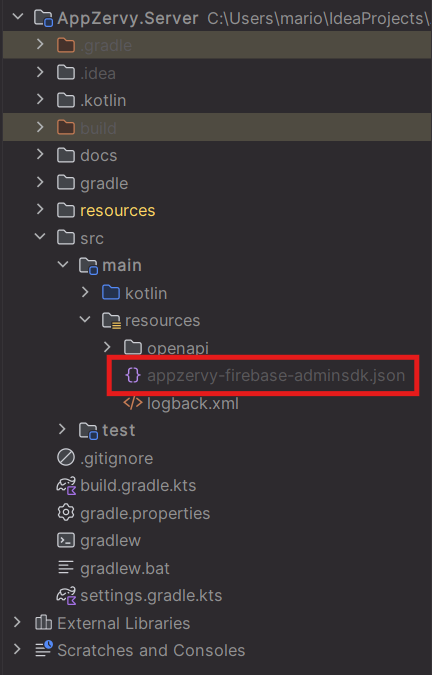 AppZervy.Server C:\Users\mario\IdeaProjects\
.gradle
.idea
.kotlin
build
docs
gradle
resources
src
main
kotlin
resources
openapi
appzervy-firebase-adminsdk.json
logback.xml
test
.gitignore
build.gradle.kts
gradle.properties
gradlew
gradlew.bat
settings.gradle.kts
External Libraries
Scratches and Consoles